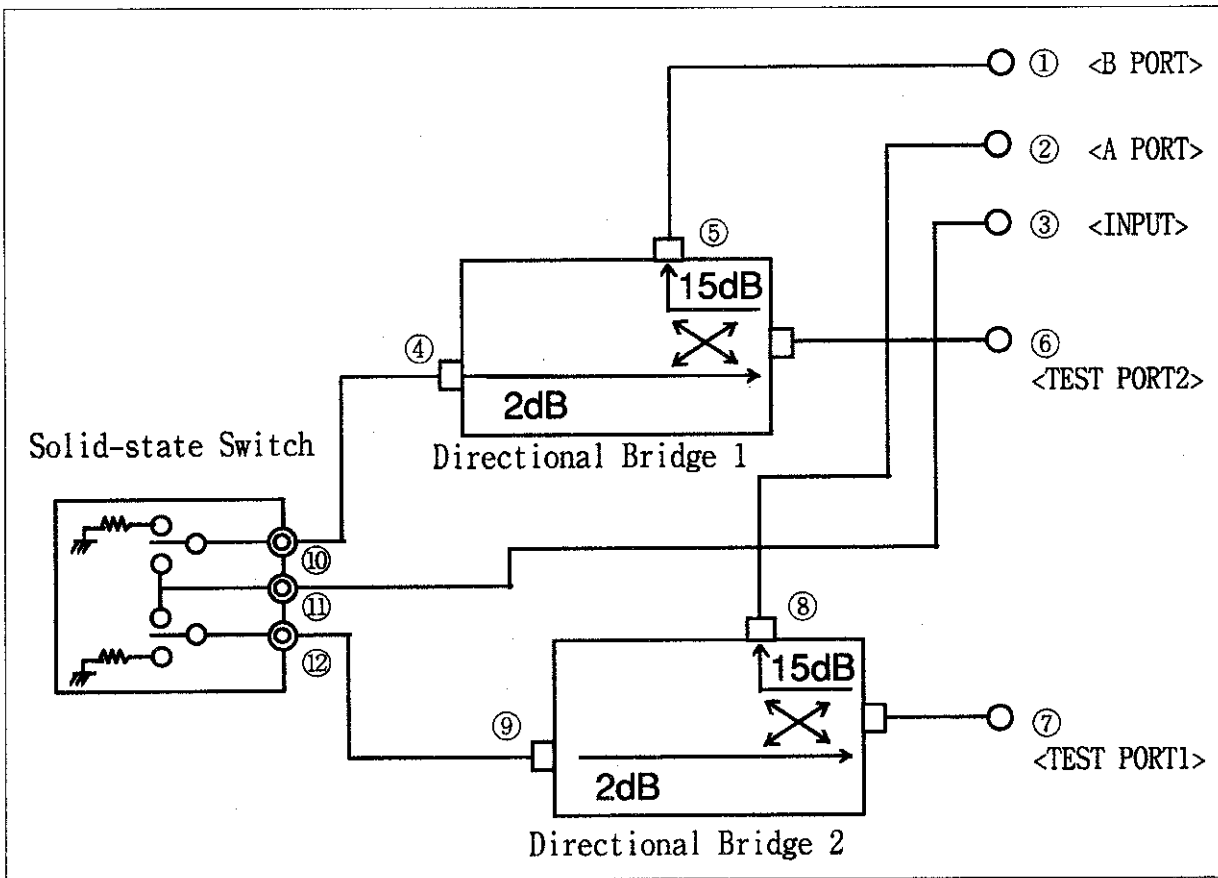 ① <B PORT>
② <A PORT>
③ <INPUT>
⑤
15dB
④
⑥
<TEST PORT2>
2dB
Directional Bridge 1
Solid-state Switch
⑩
⑪
⑫
⑧
15dB
⑨
⑦
<TEST PORT1>
2dB
Directional Bridge 2